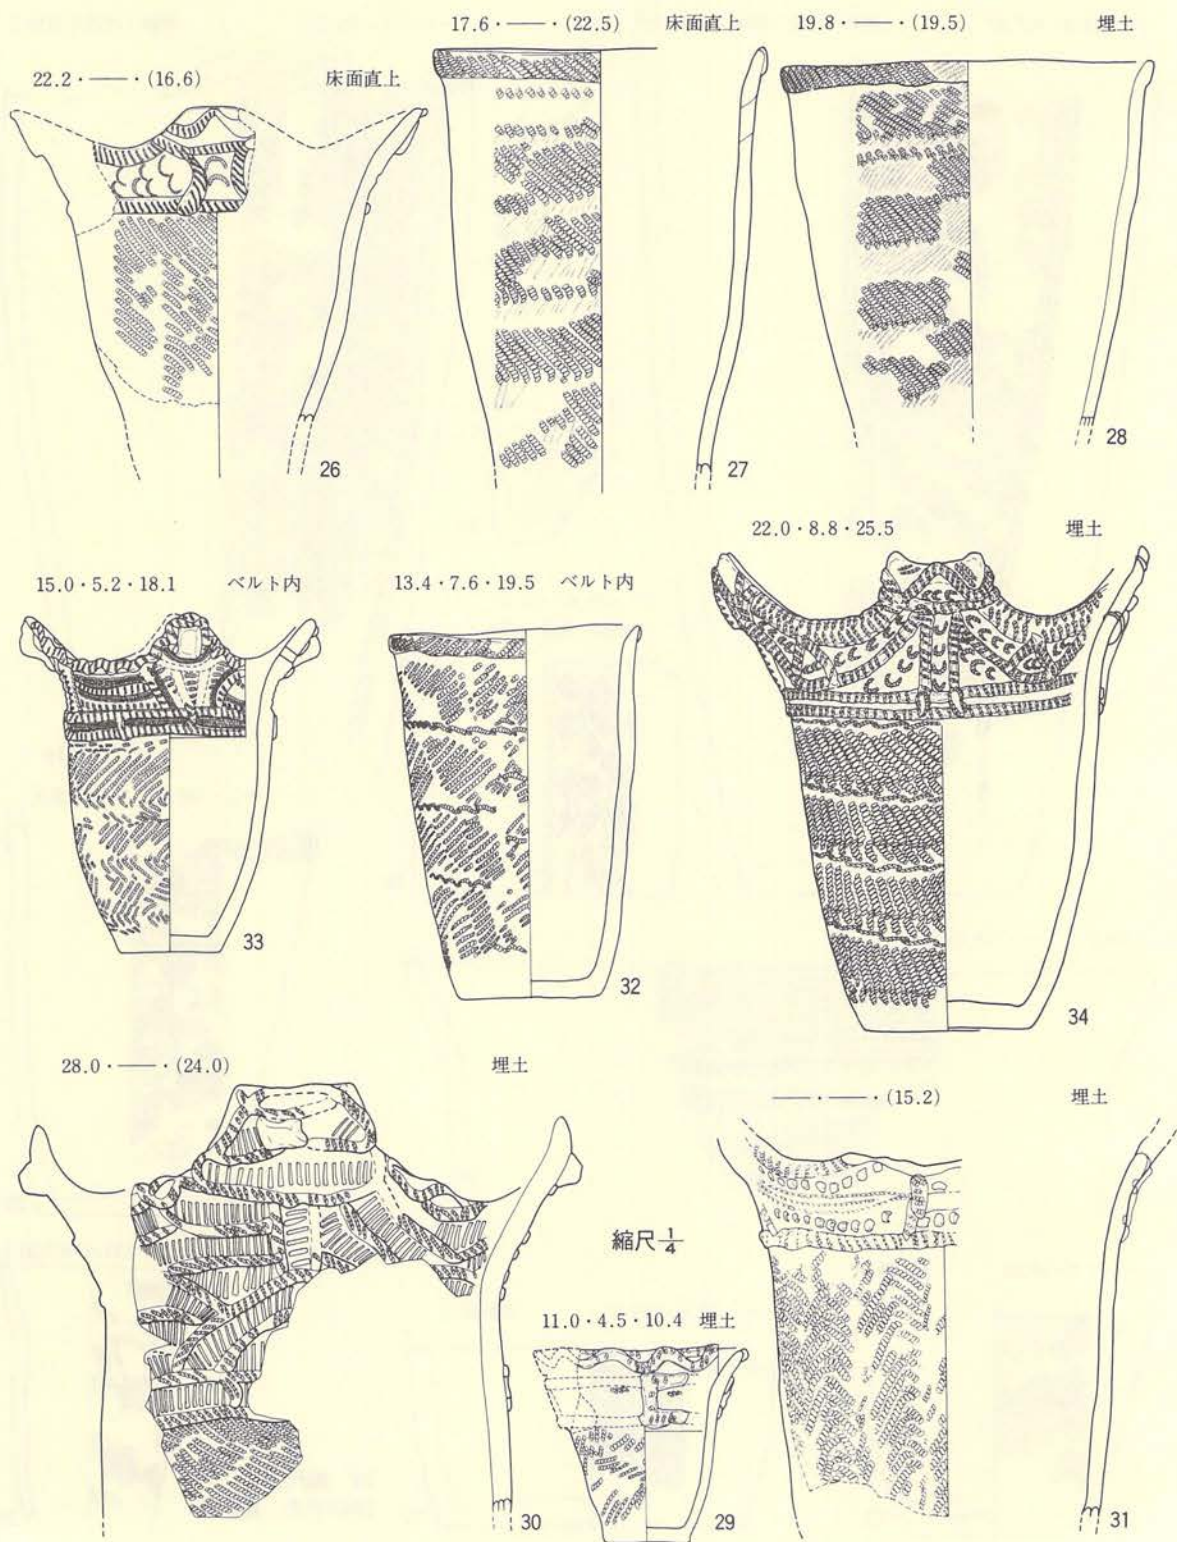 22.2・——・(16.6) 床面直上
26
17.6・——・(22.5) 床面直上
27
19.8・——・(19.5) 埋土
28
15.0・5.2・18.1 ベルト内
33
13.4・7.6・19.5 ベルト内
32
22.0・8.8・25.5 埋土
34
28.0・——・(24.0) 埋土
30
縮尺1/4
11.0・4.5・10.4 埋土
29
——・——・(15.2) 埋土
31